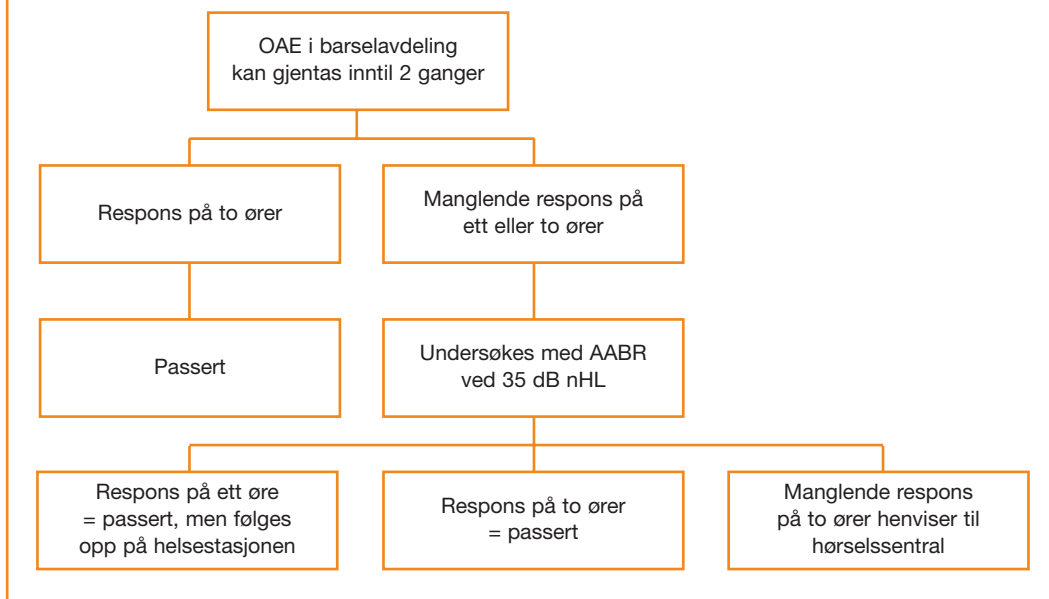 OAE i barselavdeling
kan gjentas inntil 2 ganger
Respons på to ører
Manglende respons på
ett eller to ører
Passert
Undersøkes med AABR
ved 35 dB nHL
Respons på ett øre
= passert, men følges
opp på helsestasjonen
Respons på to ører
= passert
Manglende respons
på to ører henviser til
hørselssentral